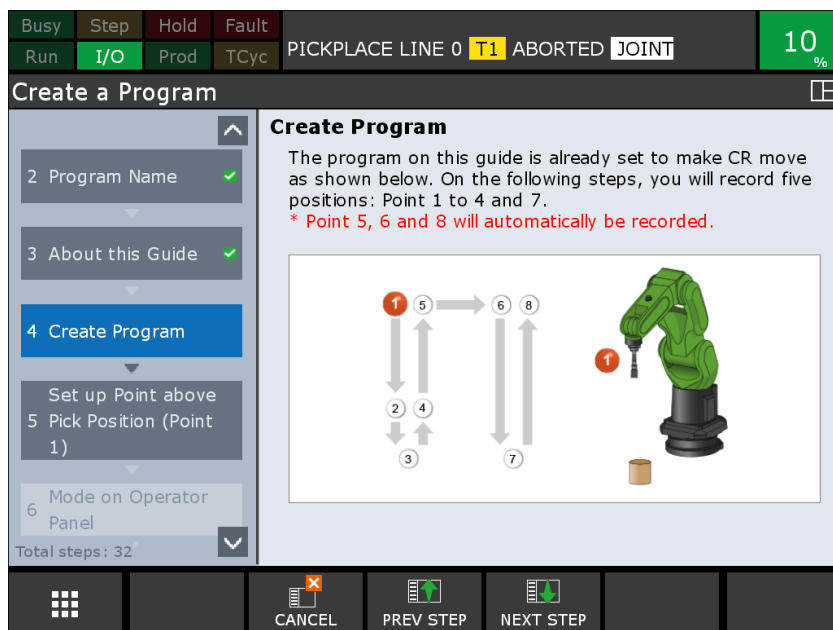 Busy Step Hold Fault
Run I/O Prod TCyc
PICKPLACE LINE 0 T1 ABORTED JOINT
10
%
Create a Program
2 Program Name
3 About this Guide
4 Create Program
Set up Point above
5 Pick Position (Point
1)
Mode on Operator
6
Panel
Total steps: 32
Create Program
The program on this guide is already set to make CR move
as shown below. On the following steps, you will record five
positions: Point 1 to 4 and 7.
* Point 5, 6 and 8 will automatically be recorded.
1 5 6 8
2 4
3 7
1
CANCEL PREV STEP NEXT STEP